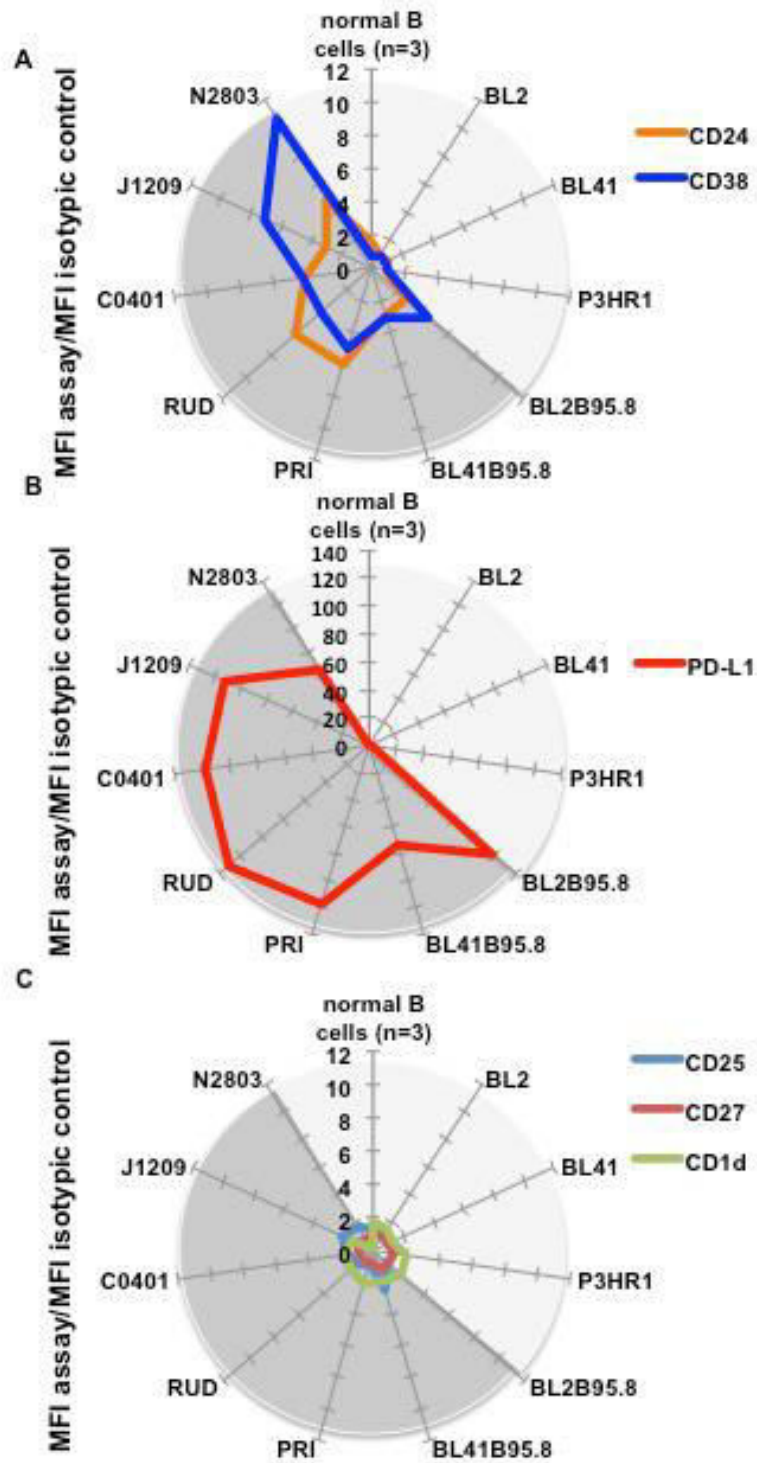 A
MFI assay/MFI isotypic control
normal B
cells (n=3)
12
10
8
6
4
2
0
BL2
BL41
P3HR1
BL2B95.8
BL41B95.8
PRI
RUD
C0401
J1209
N2803
CD24
CD38
B
MFI assay/MFI isotypic control
normal B
cells (n=3)
140
120
100
80
60
40
20
0
BL2
BL41
P3HR1
BL2B95.8
BL41B95.8
PRI
RUD
C0401
J1209
N2803
PD-L1
C
MFI assay/MFI isotypic control
normal B
cells (n=3)
12
10
8
6
4
2
0
BL2
BL41
P3HR1
BL2B95.8
BL41B95.8
PRI
RUD
C0401
J1209
N2803
CD25
CD27
CD1d